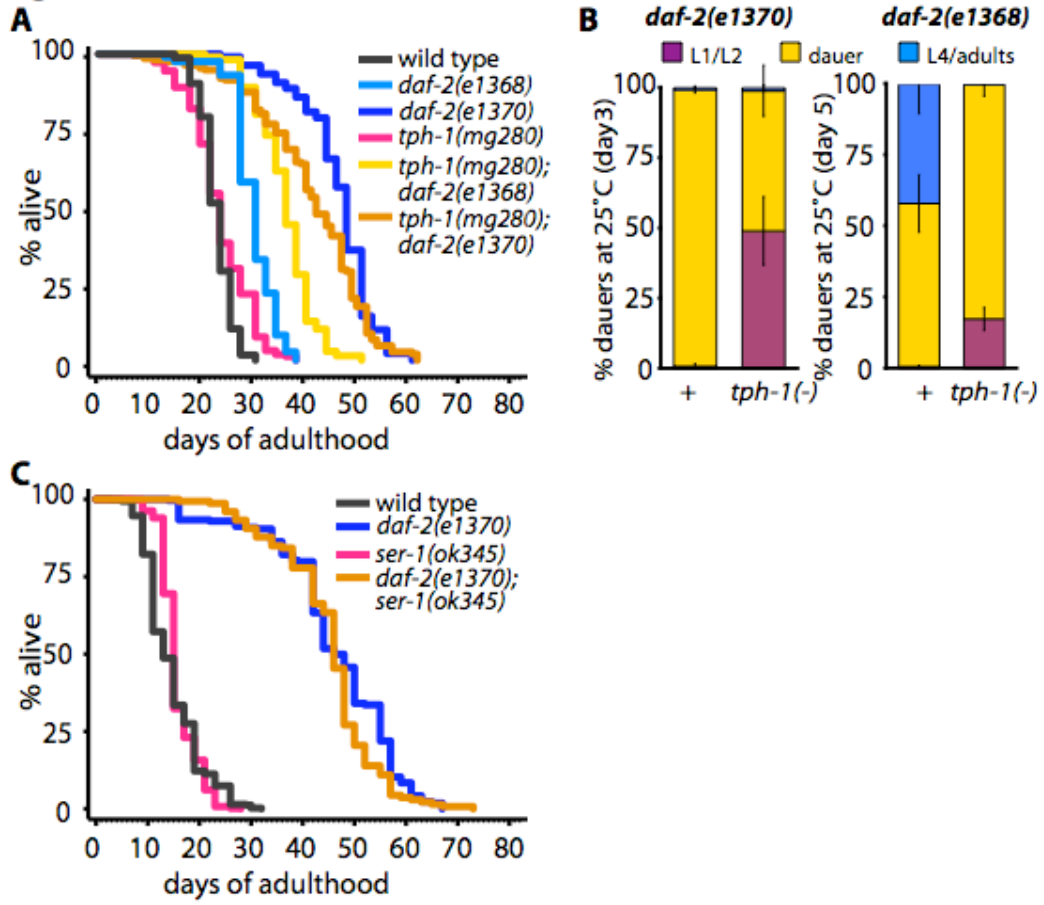 A
100
75
50
25
0
% alive
wild type
daf-2(e1368)
daf-2(e1370)
tph-1(mg280)
tph-1(mg280);
daf-2(e1368)
tph-1(mg280);
daf-2(e1370)
0 10 20 30 40 50 60 70 80
days of adulthood
B
daf-2(e1370) daf-2(e1368)
L1/L2 dauer L4/adults
% dauers at 25˚C (day3)
100
75
50
25
0
+ tph-1(-)
% dauers at 25˚C (day 5)
100
75
50
25
0
+ tph-1(-)
C
100
75
50
25
0
% alive
wild type
daf-2(e1370)
ser-1(ok345)
daf-2(e1370);
ser-1(ok345)
0 10 20 30 40 50 60 70 80
days of adulthood